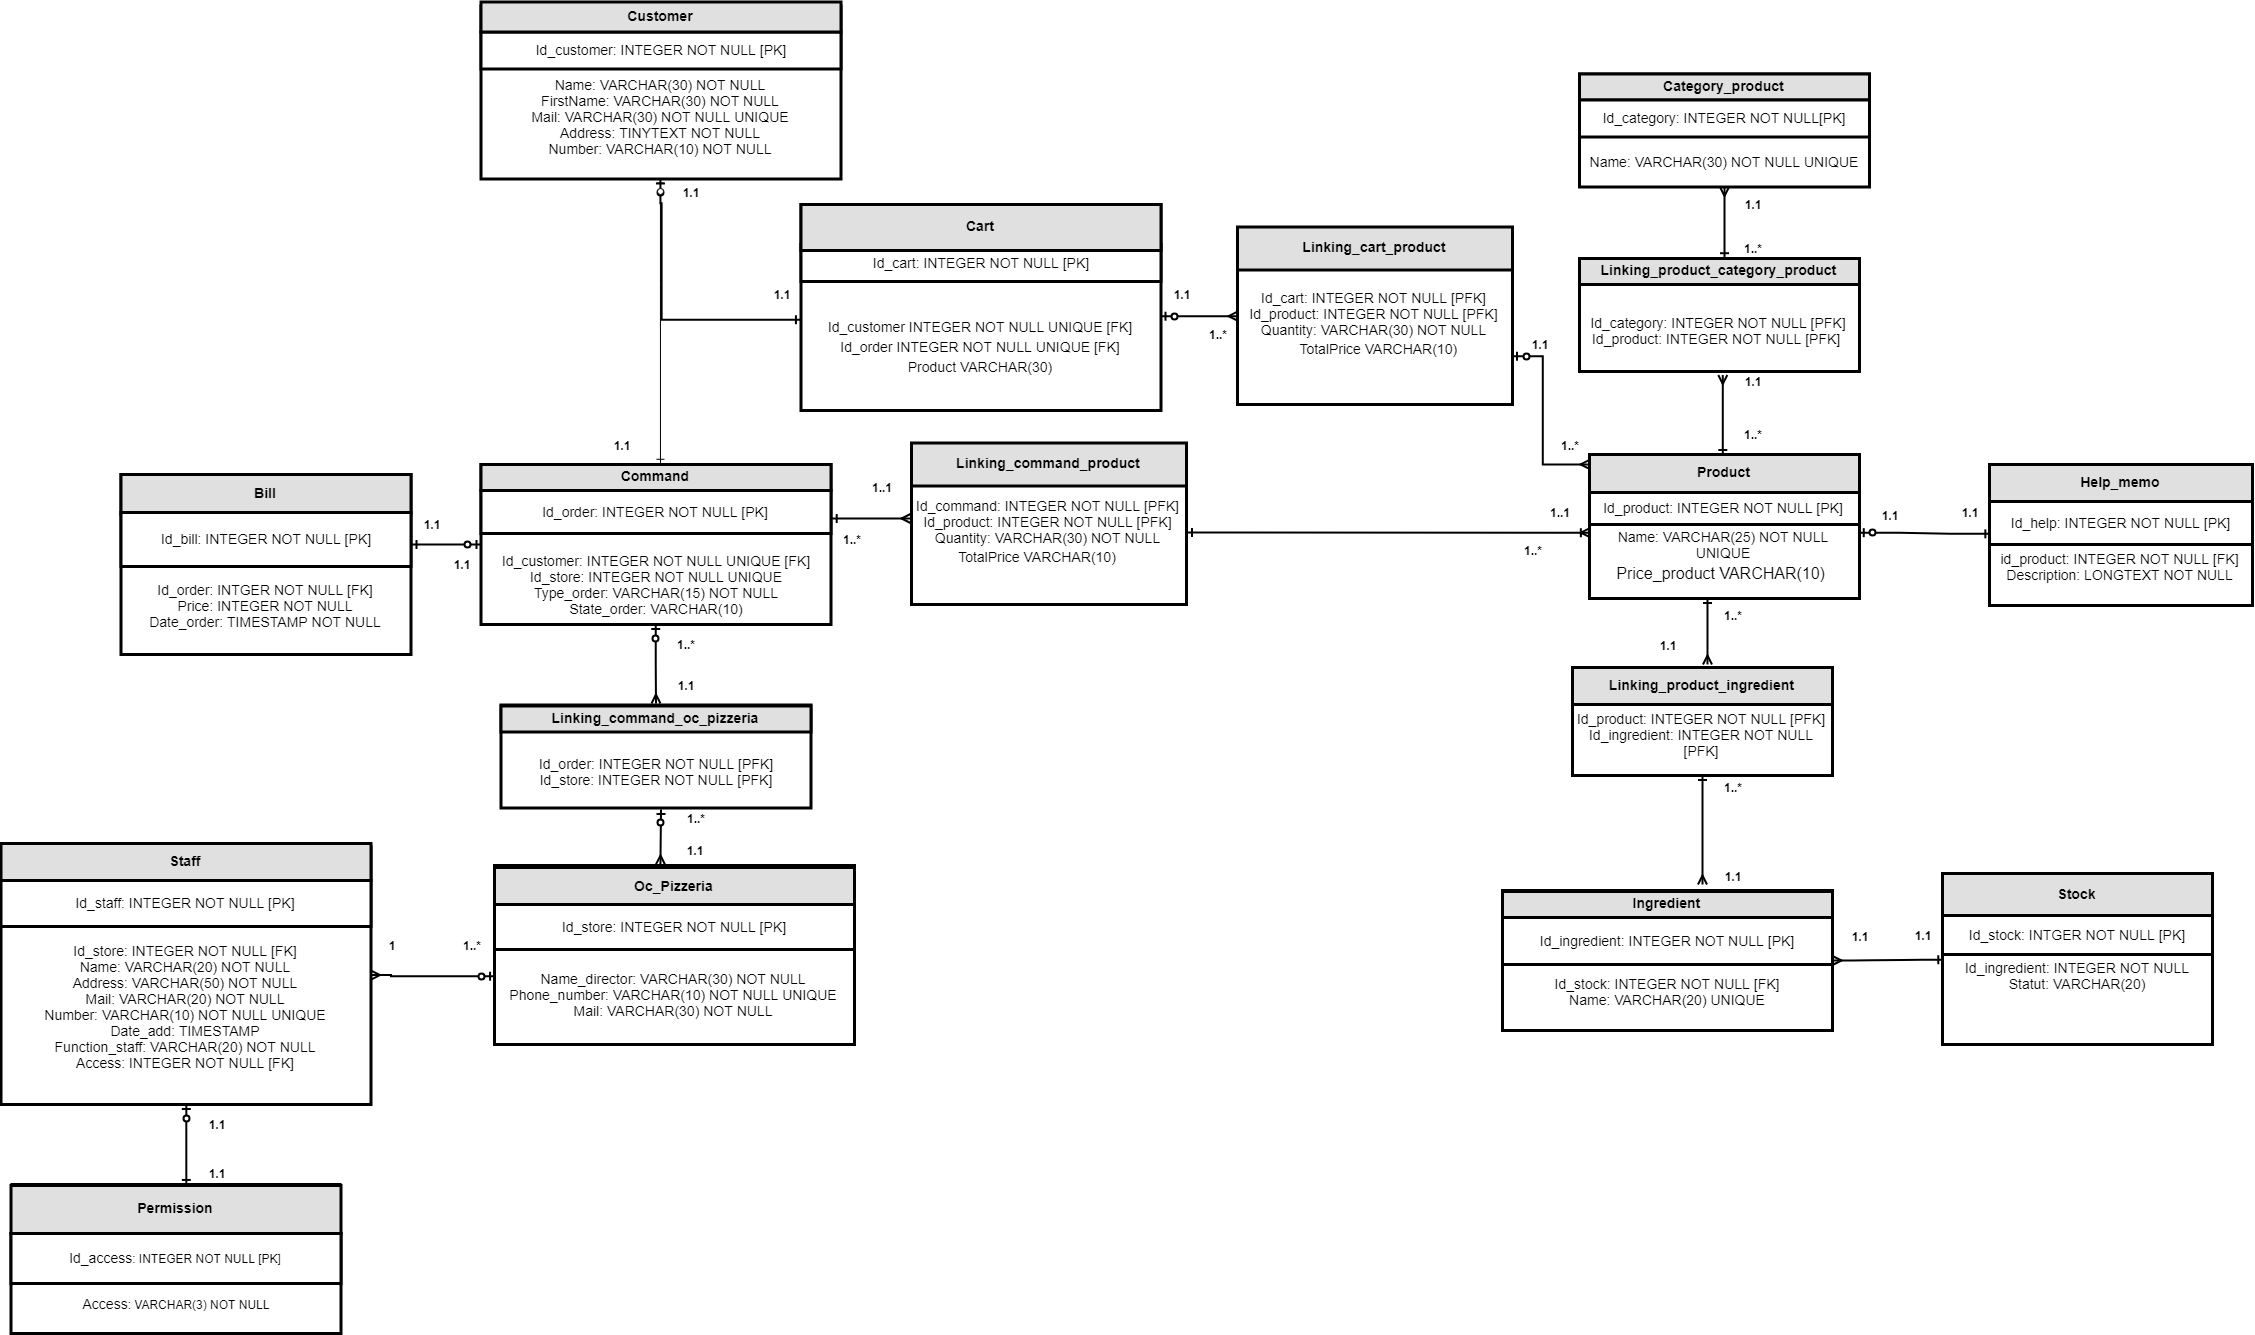 Customer
Id_customer: INTEGER NOT NULL [PK]
Name: VARCHAR(30) NOT NULL
FirstName: VARCHAR(30) NOT NULL
Mail: VARCHAR(30) NOT NULL UNIQUE
Address: TINYTEXT NOT NULL
Number: VARCHAR(10) NOT NULL
1.1
Category_product
Id_category: INTEGER NOT NULL[PK]
Name: VARCHAR(30) NOT NULL UNIQUE
1.1
1..*
Cart
Id_cart: INTEGER NOT NULL [PK]
Id_customer INTEGER NOT NULL UNIQUE [FK]
Id_order INTEGER NOT NULL UNIQUE [FK]
Product VARCHAR(30)
1.1
1.1
1..*
Linking_cart_product
Id_cart: INTEGER NOT NULL [PFK]
Id_product: INTEGER NOT NULL [PFK]
Quantity: VARCHAR(30) NOT NULL
TotalPrice VARCHAR(10)
1.1
1..*
Linking_product_category_product
Id_category: INTEGER NOT NULL [PFK]
Id_product: INTEGER NOT NULL [PFK]
1.1
1..*
Bill
Id_bill: INTEGER NOT NULL [PK]
Id_order: INTGER NOT NULL [FK]
Price: INTEGER NOT NULL
Date_order: TIMESTAMP NOT NULL
1.1
1.1
1.1
Command
Id_order: INTEGER NOT NULL [PK]
Id_customer: INTEGER NOT NULL UNIQUE [FK]
Id_store: INTEGER NOT NULL UNIQUE
Type_order: VARCHAR(15) NOT NULL
State_order: VARCHAR(10)
1..1
1..*
Linking_command_product
Id_command: INTEGER NOT NULL [PFK]
Id_product: INTEGER NOT NULL [PFK]
Quantity: VARCHAR(30) NOT NULL
TotalPrice VARCHAR(10)
1..1
1..*
Product
Id_product: INTEGER NOT NULL [PK]
Name: VARCHAR(25) NOT NULL
UNIQUE
Price_product VARCHAR(10)
1.1
1.1
Help_memo
Id_help: INTEGER NOT NULL [PK]
id_product: INTEGER NOT NULL [FK]
Description: LONGTEXT NOT NULL
1..*
1.1
1..*
1.1
Linking_command_oc_pizzeria
Id_order: INTEGER NOT NULL [PFK]
Id_store: INTEGER NOT NULL [PFK]
1..*
1.1
Linking_product_ingredient
Id_product: INTEGER NOT NULL [PFK]
Id_ingredient: INTEGER NOT NULL
[PFK]
1..*
1.1
Staff
Id_staff: INTEGER NOT NULL [PK]
Id_store: INTEGER NOT NULL [FK]
Name: VARCHAR(20) NOT NULL
Address: VARCHAR(50) NOT NULL
Mail: VARCHAR(20) NOT NULL
Number: VARCHAR(10) NOT NULL UNIQUE
Date_add: TIMESTAMP
Function_staff: VARCHAR(20) NOT NULL
Access: INTEGER NOT NULL [FK]
1
1..*
Oc_Pizzeria
Id_store: INTEGER NOT NULL [PK]
Name_director: VARCHAR(30) NOT NULL
Phone_number: VARCHAR(10) NOT NULL UNIQUE
Mail: VARCHAR(30) NOT NULL
Ingredient
Id_ingredient: INTEGER NOT NULL [PK]
Id_stock: INTEGER NOT NULL [FK]
Name: VARCHAR(20) UNIQUE
1.1
1.1
Stock
Id_stock: INTGER NOT NULL [PK]
Id_ingredient: INTEGER NOT NULL
Statut: VARCHAR(20)
1.1
1.1
Permission
Id_access: INTEGER NOT NULL [PK]
Access: VARCHAR(3) NOT NULL